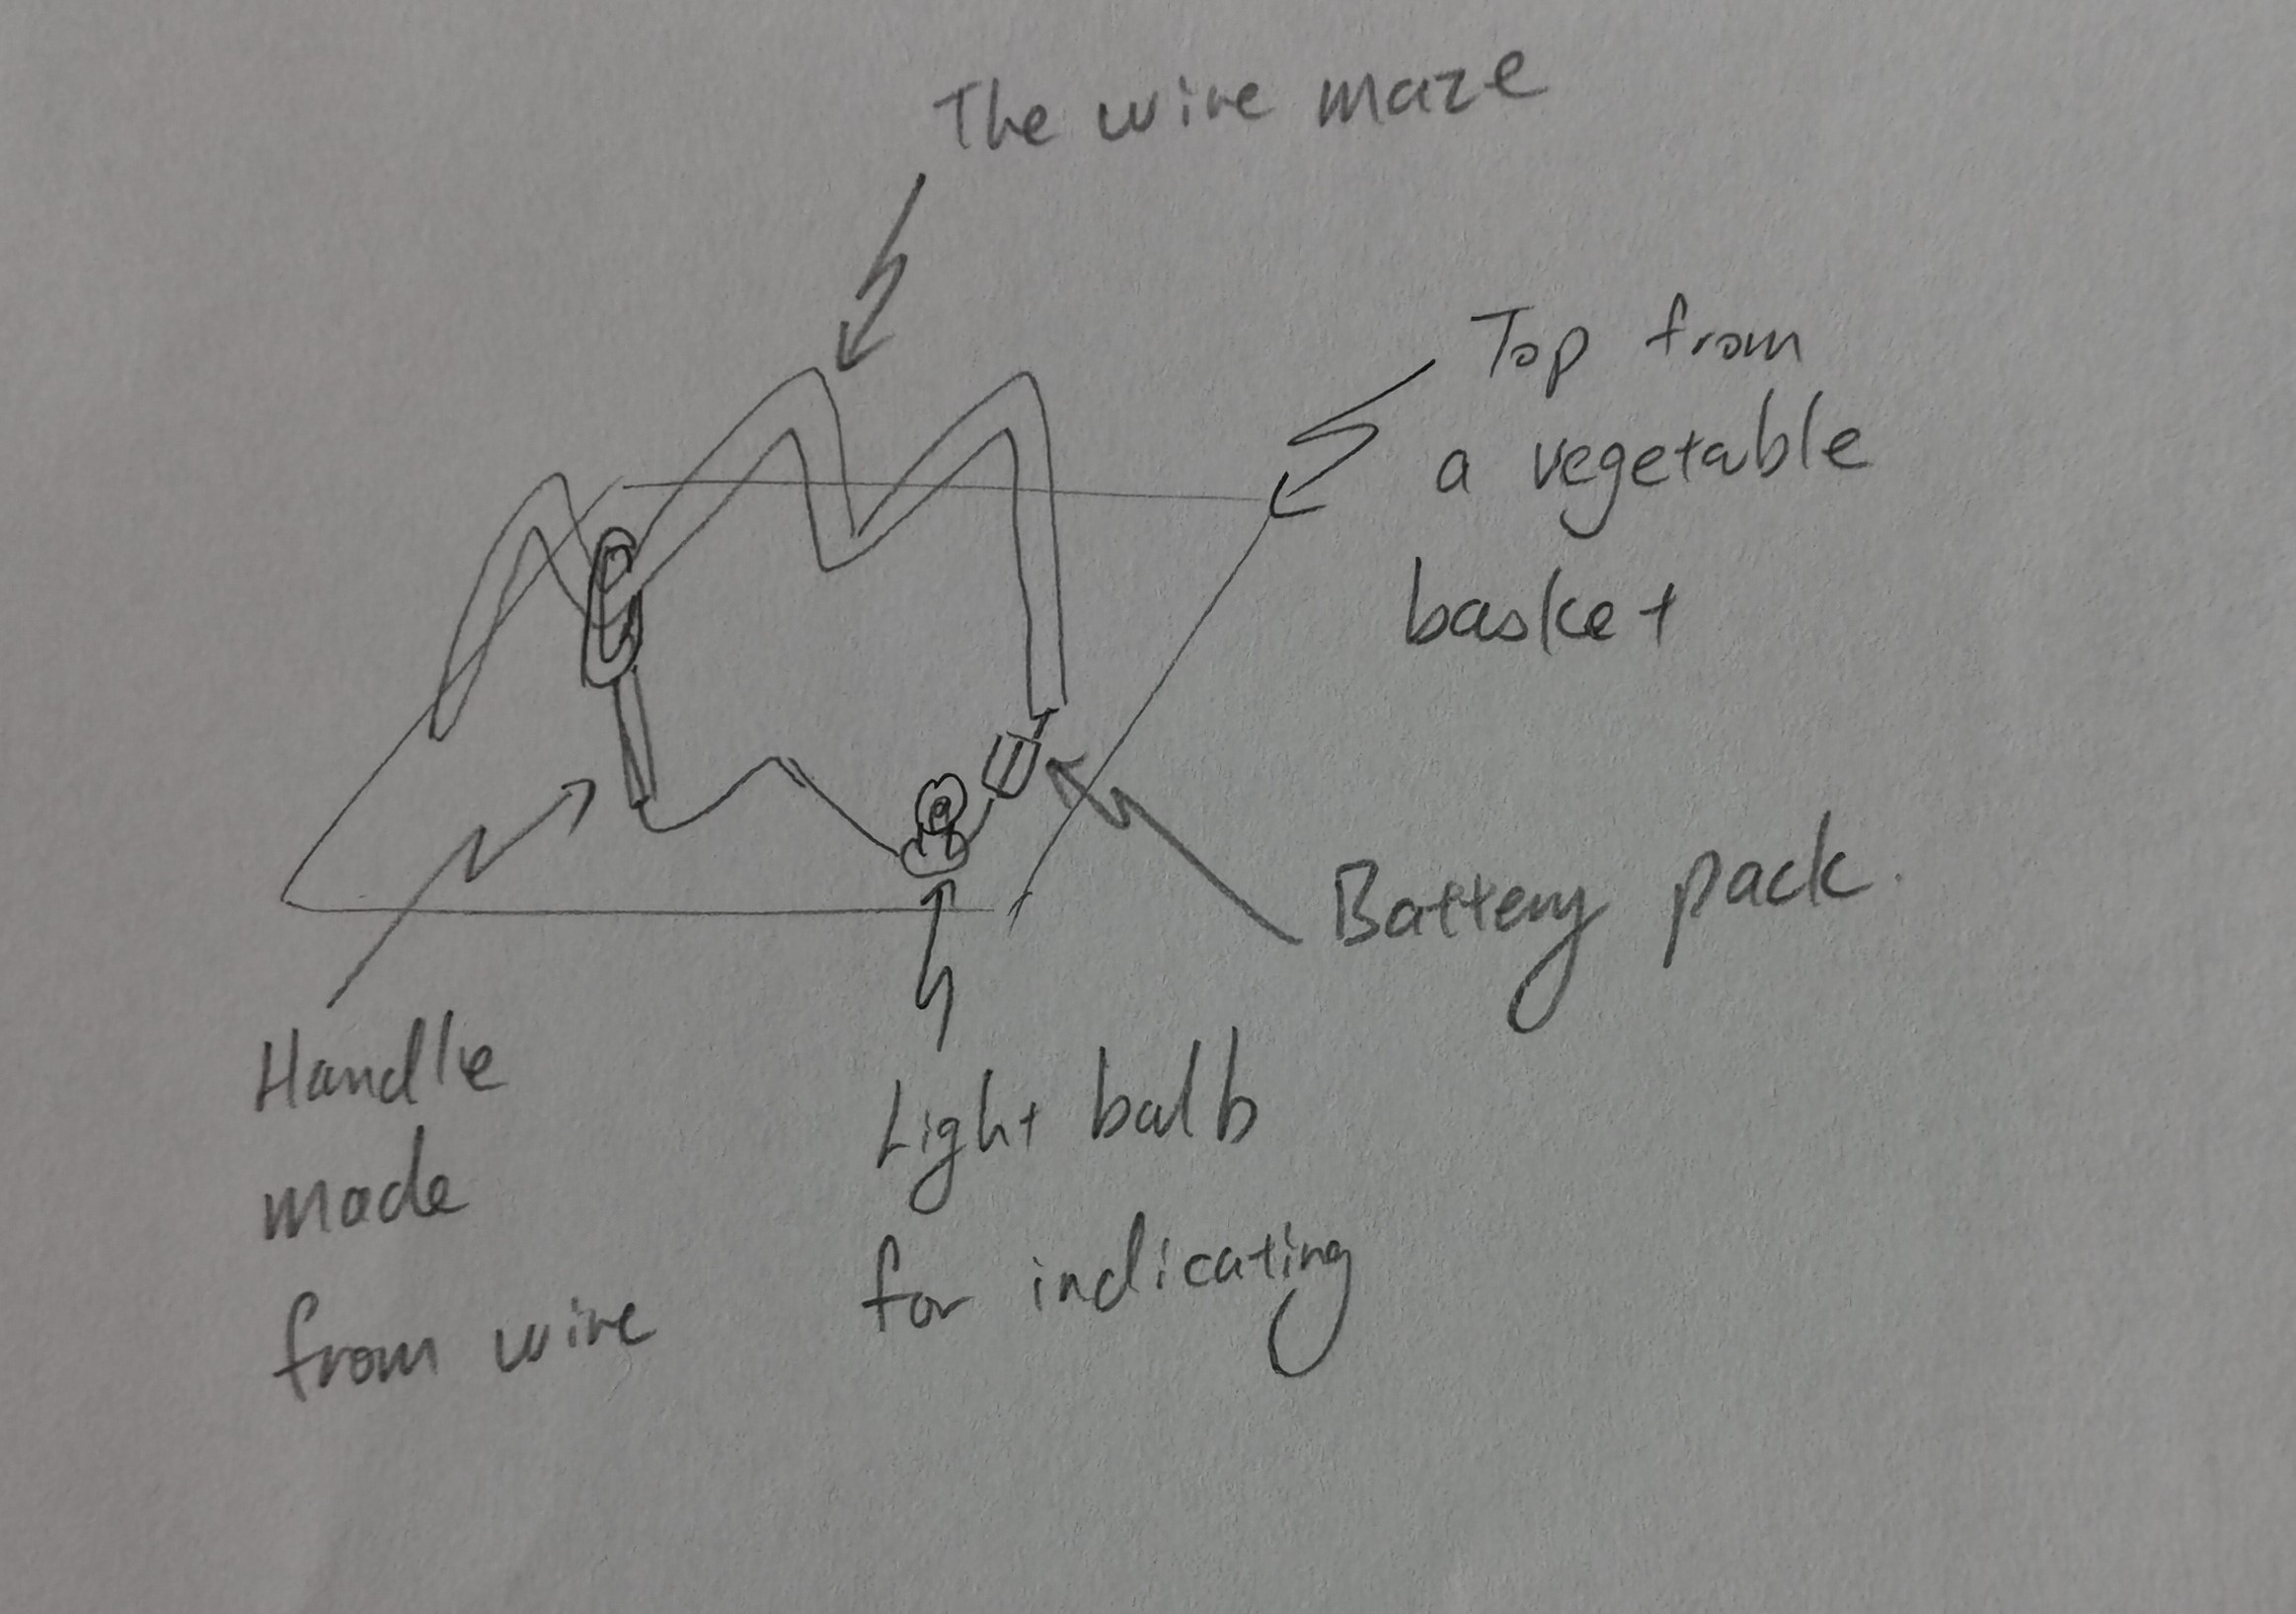 The wire maze
Top from
a vegetable
basket
Battery pack.
Handle
made
from wire
Light bulb
for indicating